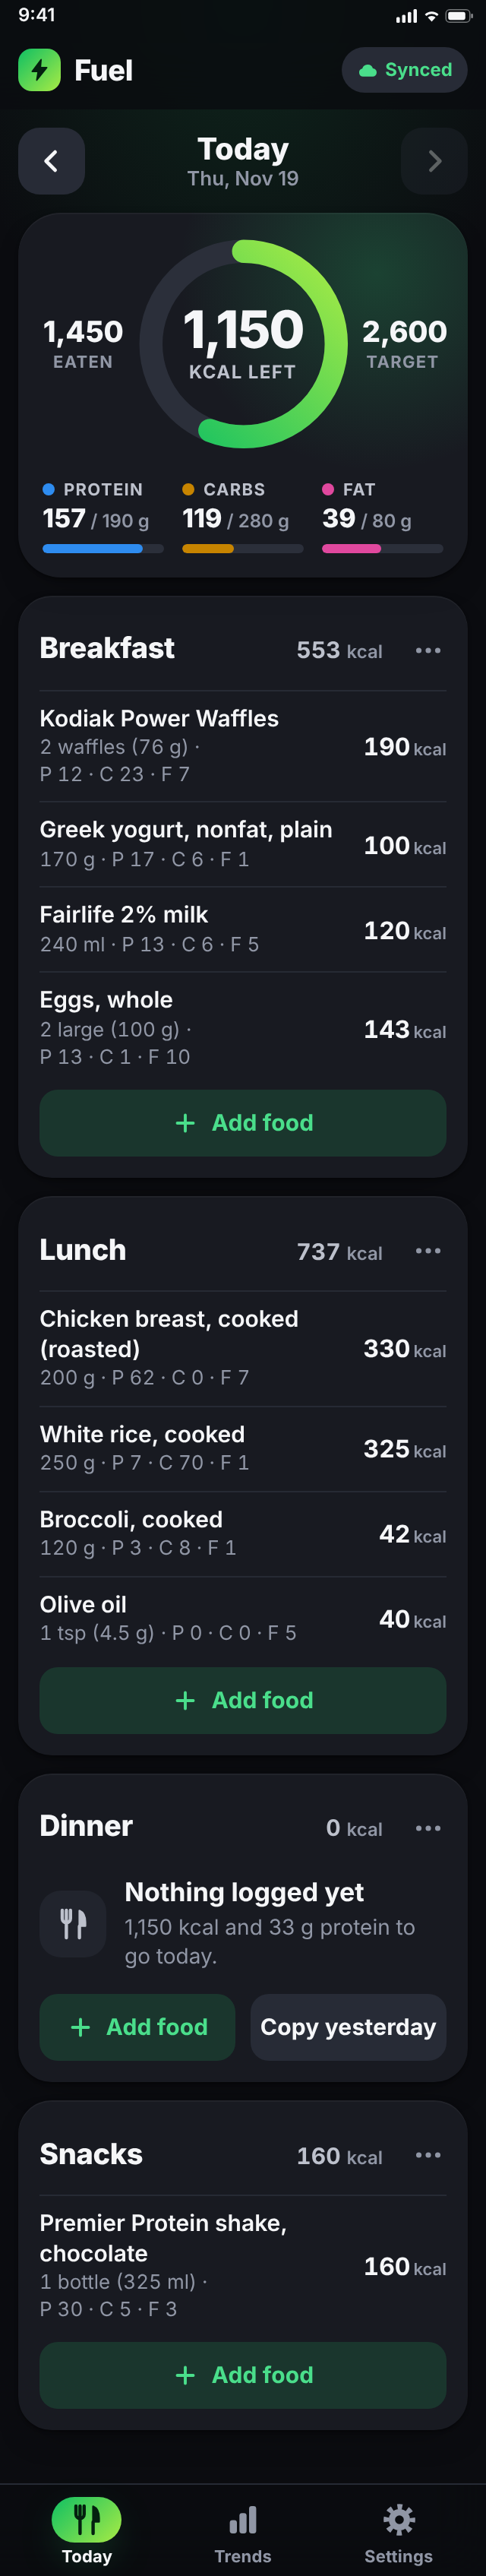 9:41
Fuel
Synced
Today
Thu, Nov 19
1,450
EATEN
1,150
KCAL LEFT
2,600
TARGET
PROTEIN
157 / 190 g
CARBS
119 / 280 g
FAT
39 / 80 g
Breakfast 553 kcal
Kodiak Power Waffles
2 waffles (76 g) ·
P 12 · C 23 · F 7
190 kcal
Greek yogurt, nonfat, plain
170 g · P 17 · C 6 · F 1
100 kcal
Fairlife 2% milk
240 ml · P 13 · C 6 · F 5
120 kcal
Eggs, whole
2 large (100 g) ·
P 13 · C 1 · F 10
143 kcal
+ Add food
Lunch 737 kcal
Chicken breast, cooked
(roasted)
200 g · P 62 · C 0 · F 7
330 kcal
White rice, cooked
250 g · P 7 · C 70 · F 1
325 kcal
Broccoli, cooked
120 g · P 3 · C 8 · F 1
42 kcal
Olive oil
1 tsp (4.5 g) · P 0 · C 0 · F 5
40 kcal
+ Add food
Dinner 0 kcal
Nothing logged yet
1,150 kcal and 33 g protein to
go today.
+ Add food
Copy yesterday
Snacks 160 kcal
Premier Protein shake,
chocolate
1 bottle (325 ml) ·
P 30 · C 5 · F 3
160 kcal
+ Add food
Today
Trends
Settings